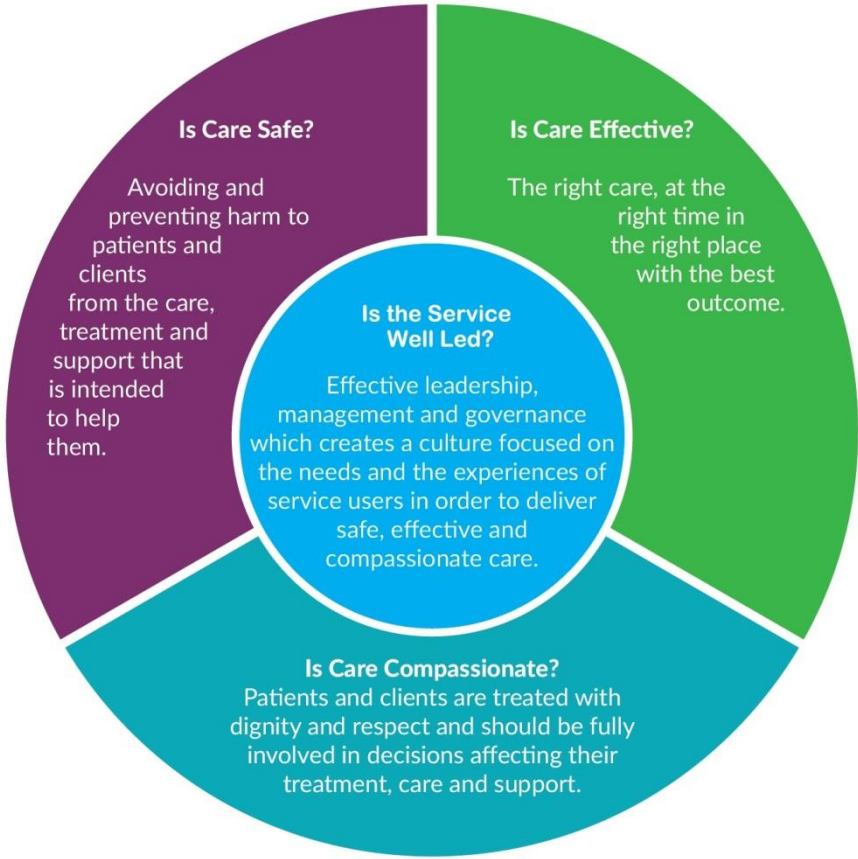 Is Care Safe?
Avoiding and
preventing harm to
patients and
clients
from the care,
treatment and
support that
is intended
to help
them.
Is Care Effective?
The right care, at the
right time in
the right place
with the best
outcome.
Is the Service
Well Led?
Effective leadership,
management and governance
which creates a culture focused on
the needs and the experiences of
service users in order to deliver
safe, effective and
compassionate care.
Is Care Compassionate?
Patients and clients are treated with
dignity and respect and should be fully
involved in decisions affecting their
treatment, care and support.